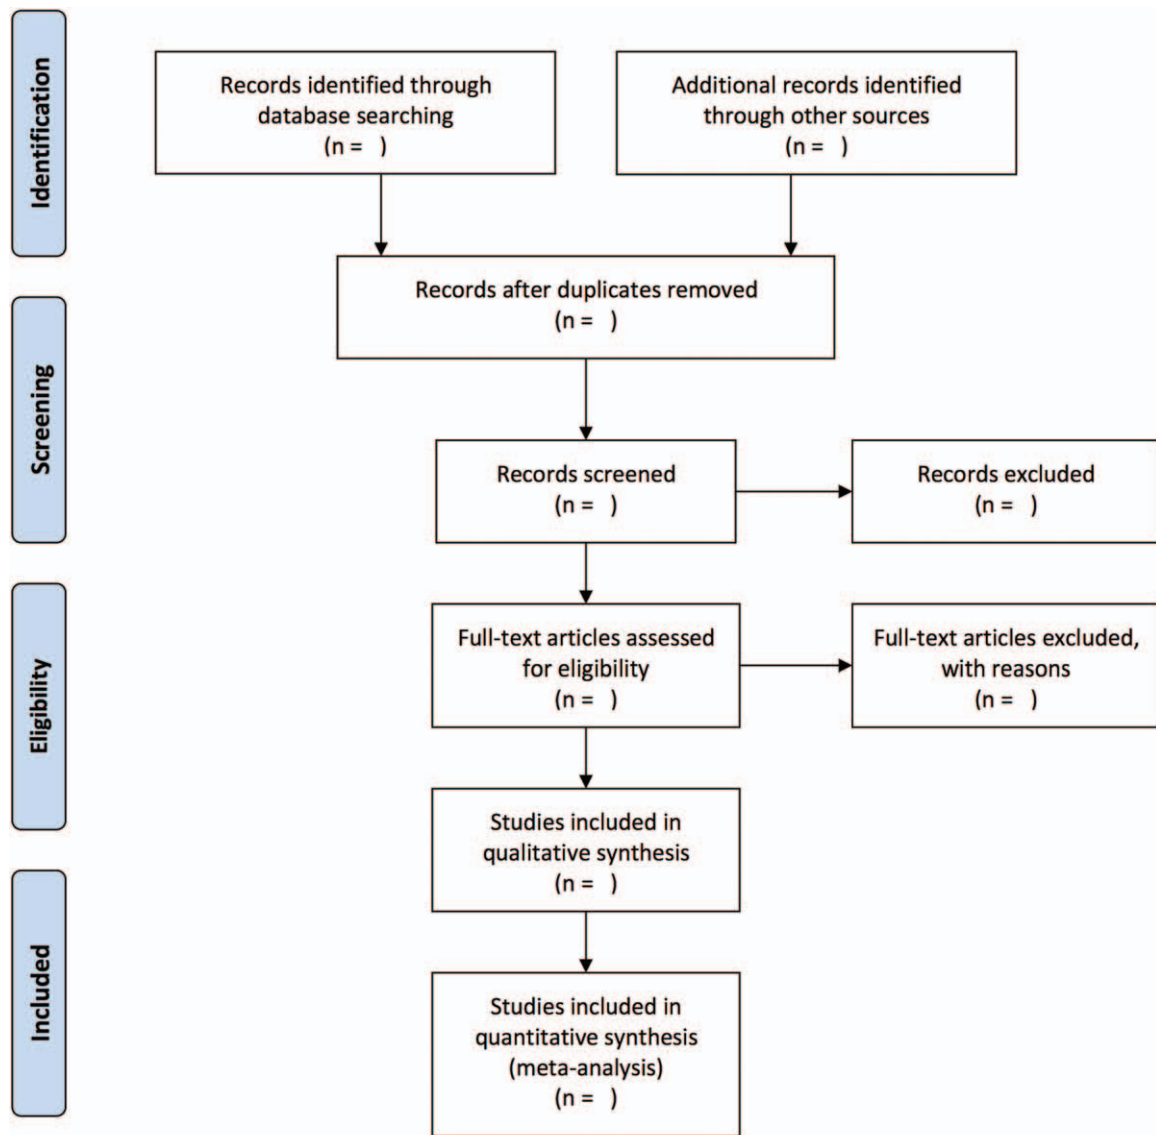 Identification
Records identified through
database searching
(n =   )
Additional records identified
through other sources
(n =   )
Records after duplicates removed
(n =   )
Screening
Records screened
(n =   )
Records excluded
(n =   )
Eligibility
Full-text articles assessed
for eligibility
(n =   )
Full-text articles excluded,
with reasons
(n =   )
Studies included in
qualitative synthesis
(n =   )
Included
Studies included in
quantitative synthesis
(meta-analysis)
(n =   )